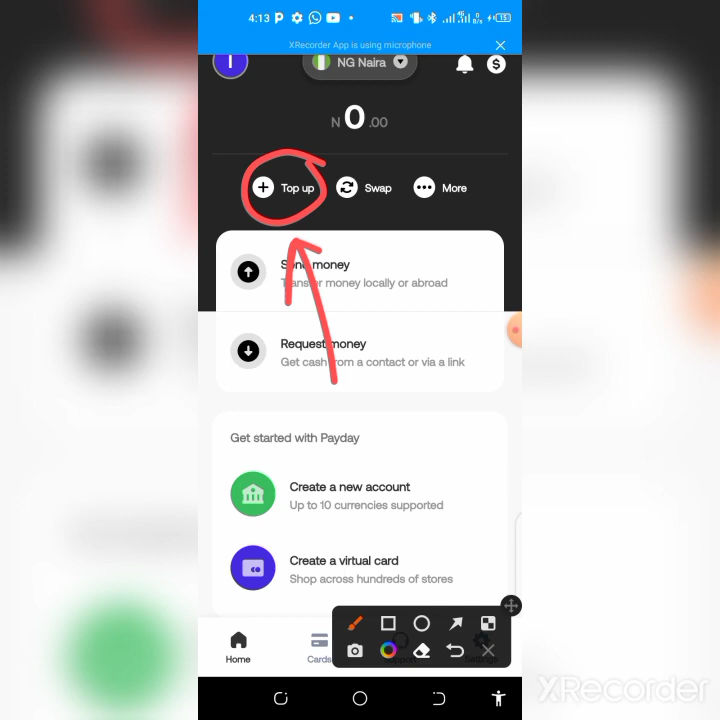 4:13
XRecorder App is using microphone
NG Naira
N 0.00
Top up
Swap
More
Send money
Transfer money locally or abroad
Request money
Get cash from a contact or via a link
Get started with Payday
Create a new account
Up to 10 currencies supported
Create a virtual card
Shop across hundreds of stores
Home
Cards
XRecorder